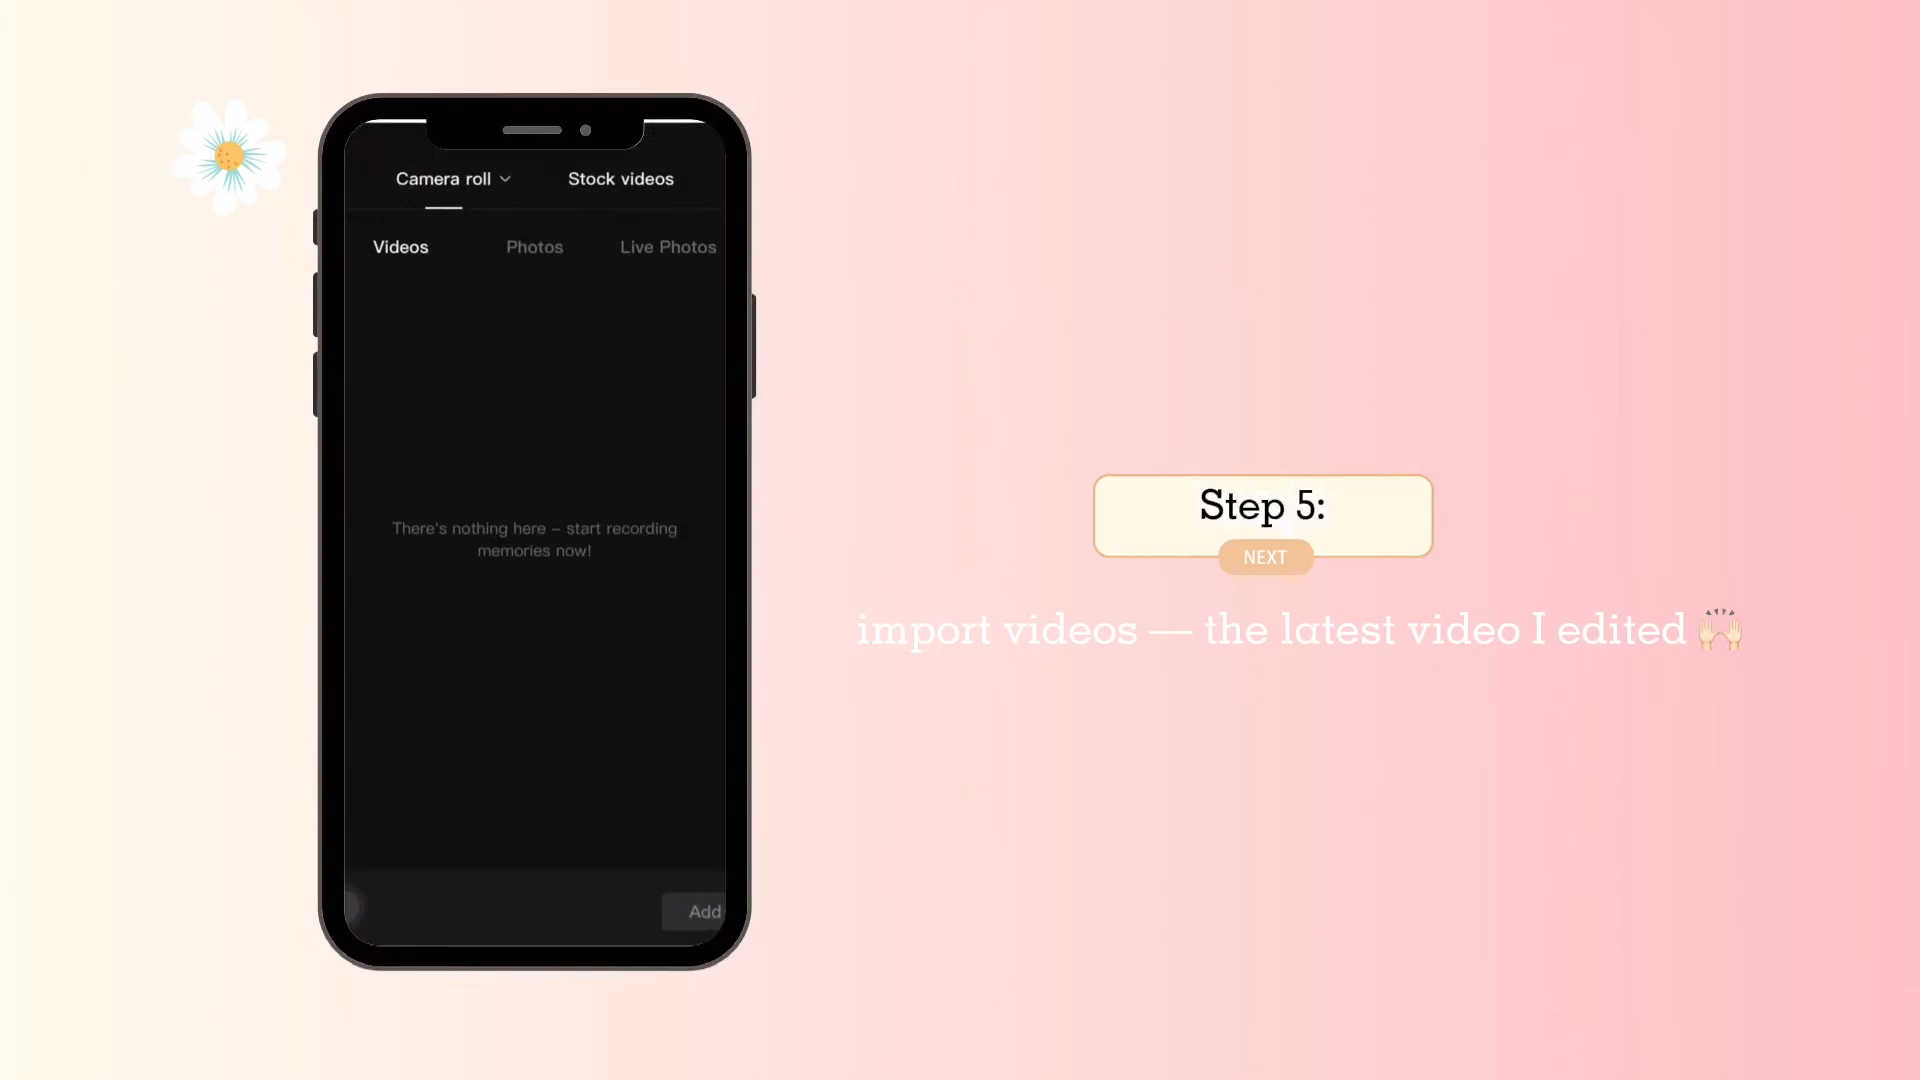 Camera roll
Stock videos
Videos
Photos
Live Photos
There's nothing here – start recording
memories now!
Add
Step 5:
NEXT
import videos — the latest video I edited 🙌🏻